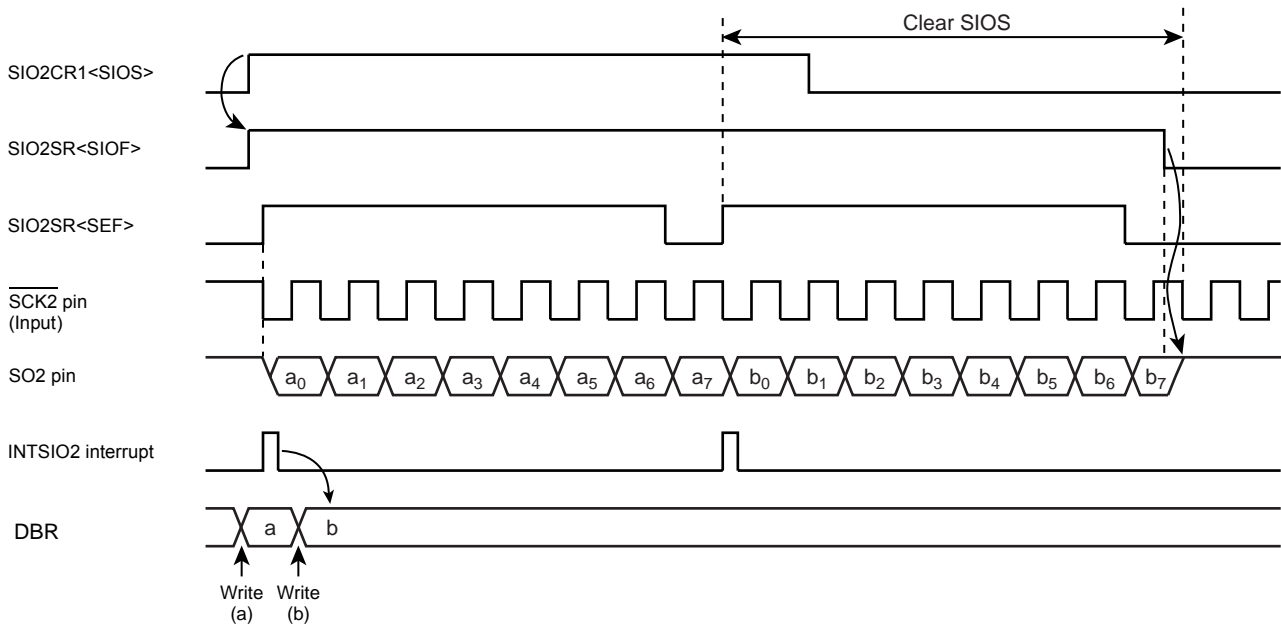 Clear SIOS
SIO2CR1<SIOS>
SIO2SR<SIOF>
SIO2SR<SEF>
SCK2 pin
(Input)
SO2 pin
a0 a1 a2 a3 a4 a5 a6 a7 b0 b1 b2 b3 b4 b5 b6 b7
INTSIO2 interrupt
DBR
a b
Write Write
(a) (b)